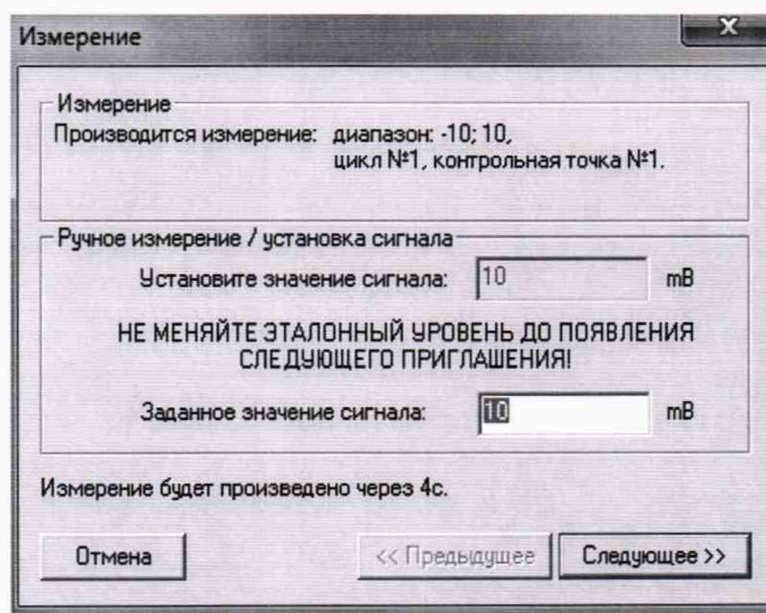 Измерение
x
Измерение
Производится измерение: диапазон: -10; 10,
цикл №1, контрольная точка №1.
Ручное измерение / установка сигнала
Установите значение сигнала: 10 mВ
НЕ МЕНЯЙТЕ ЭТАЛОННЫЙ УРОВЕНЬ ДО ПОЯВЛЕНИЯ
СЛЕДУЮЩЕГО ПРИГЛАШЕНИЯ!
Заданное значение сигнала: 10 mВ
Измерение будет произведено через 4с.
Отмена << Предыдущее Следующее >>